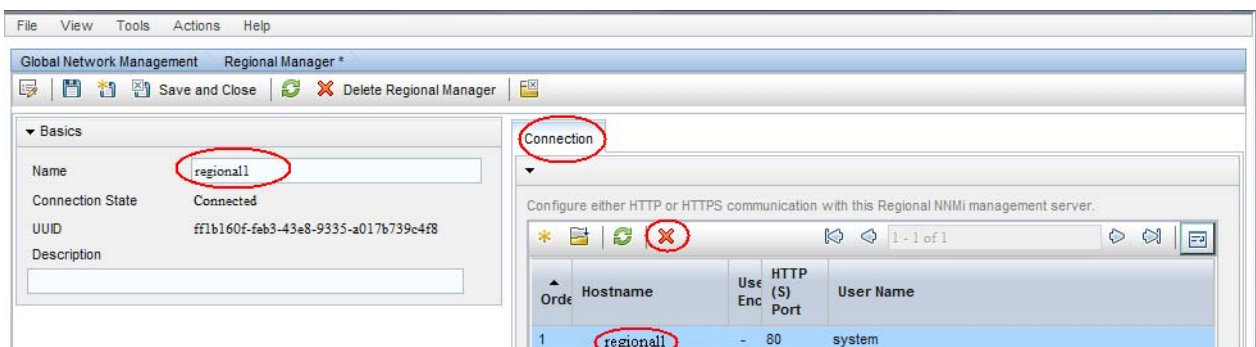 File View Tools Actions Help
Global Network Management Regional Manager *
Save and Close Delete Regional Manager
Basics
Name regional1
Connection State Connected
UUID ff1b160f-feb3-43e8-9335-a017b739c4f8
Description
Connection
Configure either HTTP or HTTPS communication with this Regional NNMi management server.
1 - 1 of 1
Orde Hostname Use Enc HTTP (S) Port User Name
1 regional1 - 80 system